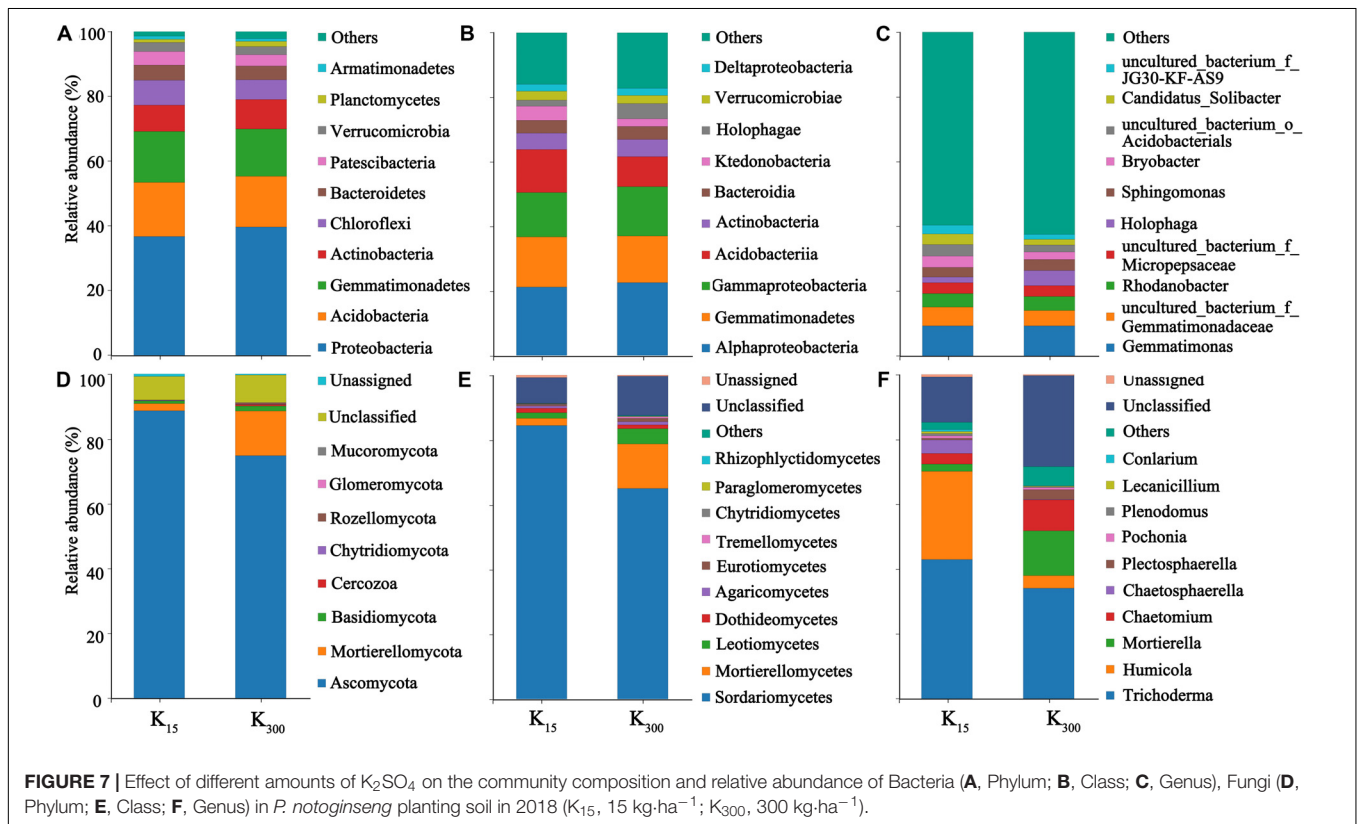 A
100
80
60
40
20
0
Relative abundance (%)
Others
Armatimonadetes
Planctomycetes
Verrucomicrobia
Patescibacteria
Bacteroidetes
Chloroflexi
Actinobacteria
Gemmatimonadetes
Acidobacteria
Proteobacteria
B
Others
Deltaproteobacteria
Verrucomicrobiae
Holophagae
Ktedonobacteria
Bacteroidia
Actinobacteria
Acidobacteriia
Gammaproteobacteria
Gemmatimonadetes
Alphaproteobacteria
C
Others
uncultured_bacterium_f_
JG30-KF-AS9
Candidatus_Solibacter
uncultured_bacterium_o_
Acidobacterials
Bryobacter
Sphingomonas
Holophaga
uncultured_bacterium_f_
Micropepsaceae
Rhodanobacter
uncultured_bacterium_f_
Gemmatimonadaceae
Gemmatimonas
D
100
80
60
40
20
0
Relative abundance (%)
K15
K300
Unassigned
Unclassified
Mucoromycota
Glomeromycota
Rozellomycota
Chytridiomycota
Cercozoa
Basidiomycota
Mortierellomycota
Ascomycota
E
K15
K300
Unassigned
Unclassified
Others
Rhizophlyctidomycetes
Paraglomeromycetes
Chytridiomycetes
Tremellomycetes
Eurotiomycetes
Agaricomycetes
Dothideomycetes
Leotiomycetes
Mortierellomycetes
Sordariomycetes
F
K15
K300
Unassigned
Unclassified
Others
Conlarium
Lecanicillium
Plenodomus
Pochonia
Plectosphaerella
Chaetosphaerella
Chaetomium
Mortierella
Humicola
Trichoderma
FIGURE 7 | Effect of different amounts of K2SO4 on the community composition and relative abundance of Bacteria (A, Phylum; B, Class; C, Genus), Fungi (D,
Phylum; E, Class; F, Genus) in P. notoginseng planting soil in 2018 (K15, 15 kg·ha−1; K300, 300 kg·ha−1).